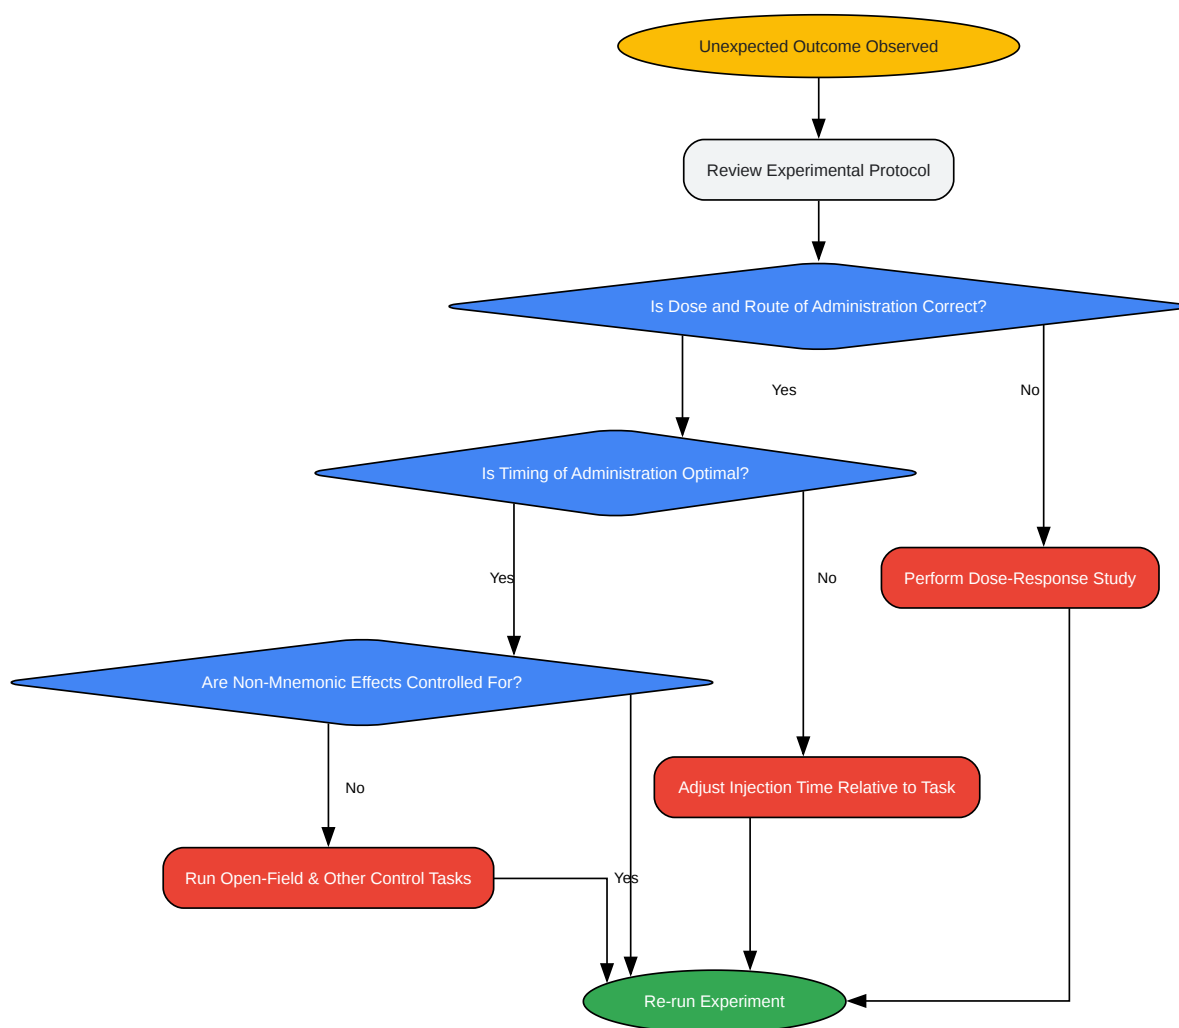 Unexpected Outcome Observed
Review Experimental Protocol
Is Dose and Route of Administration Correct?
Yes
No
Is Timing of Administration Optimal?
Yes
No
Perform Dose-Response Study
Are Non-Mnemonic Effects Controlled For?
No
Adjust Injection Time Relative to Task
Run Open-Field & Other Control Tasks
Yes
Re-run Experiment